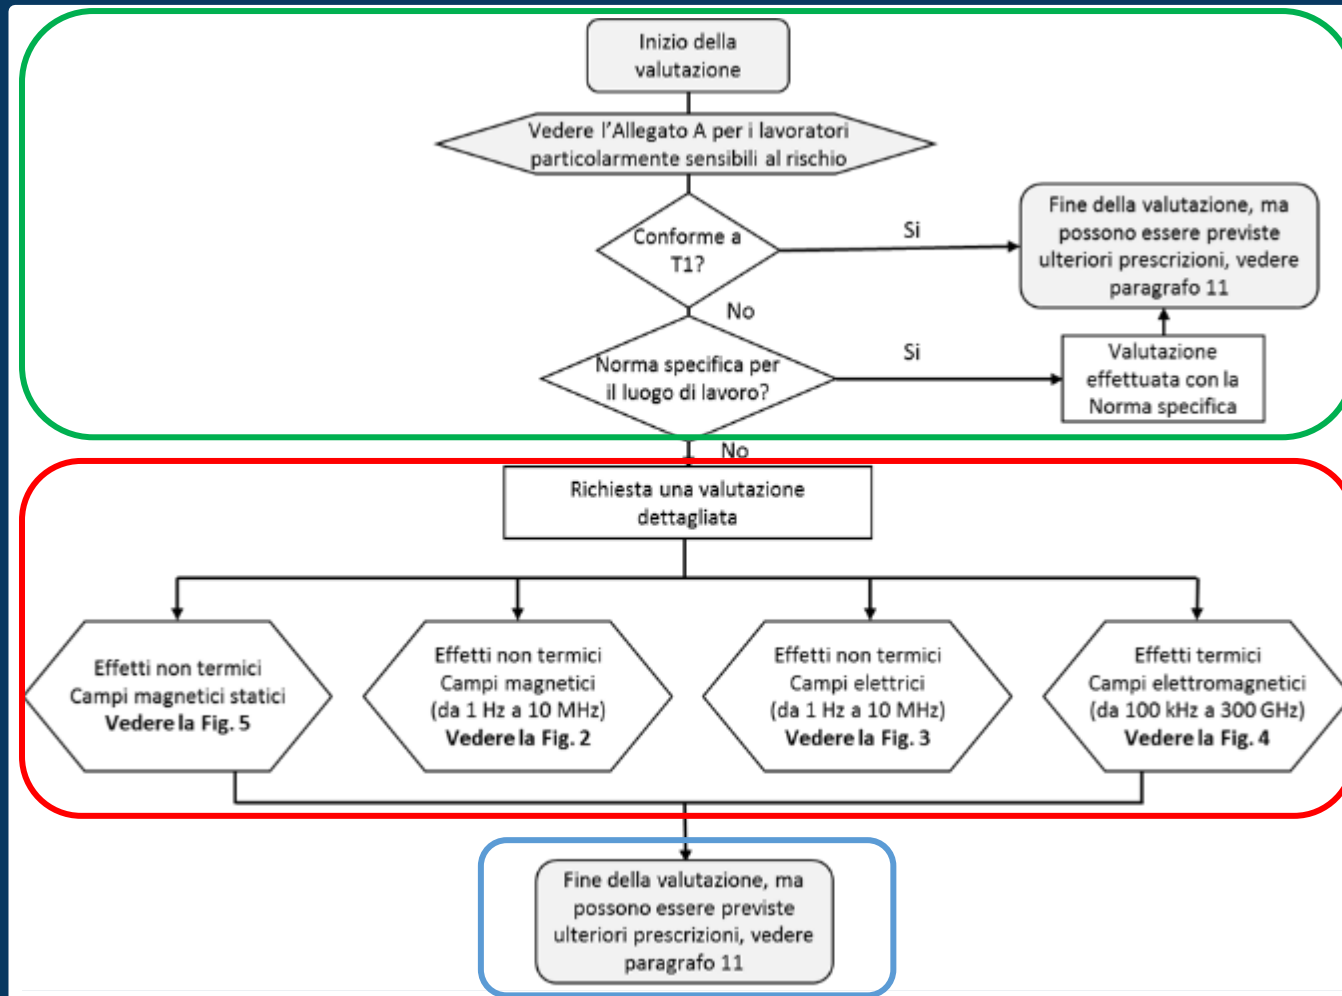 Inizio della
valutazione
Vedere l'Allegato A per i lavoratori
particolarmente sensibili al rischio
Conforme a
T1?
Si
Fine della valutazione, ma
possono essere previste
ulteriori prescrizioni, vedere
paragrafo 11
No
Norma specifica per
il luogo di lavoro?
Si
Valutazione
effettuata con la
Norma specifica
No
Richiesta una valutazione
dettagliata
Effetti non termici
Campi magnetici statici
Vedere la Fig. 5
Effetti non termici
Campi magnetici
(da 1 Hz a 10 MHz)
Vedere la Fig. 2
Effetti non termici
Campi elettrici
(da 1 Hz a 10 MHz)
Vedere la Fig. 3
Effetti termici
Campi elettromagnetici
(da 100 kHz a 300 GHz)
Vedere la Fig. 4
Fine della valutazione, ma
possono essere previste
ulteriori prescrizioni, vedere
paragrafo 11